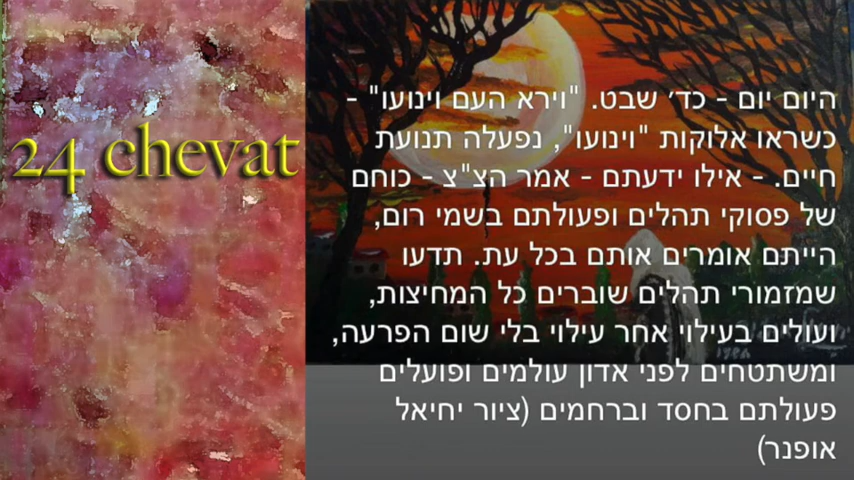 24 chevat
היום יום - כד׳ שבט. "וירא העם וינועו" -
כשראו אלוקות "וינועו", נפעלה תנועת
חיים. - אילו ידעתם - אמר הצ"צ - כוחם
של פסוקי תהלים ופעולתם בשמי רום,
הייתם אומרים אותם בכל עת. תדעו
שמזמורי תהלים שוברים כל המחיצות,
ועולים בעילוי אחר עילוי בלי שום הפרעה,
ומשתטחים לפני אדון עולמים ופועלים
פעולתם בחסד וברחמים (ציור יחיאל
אופנר)